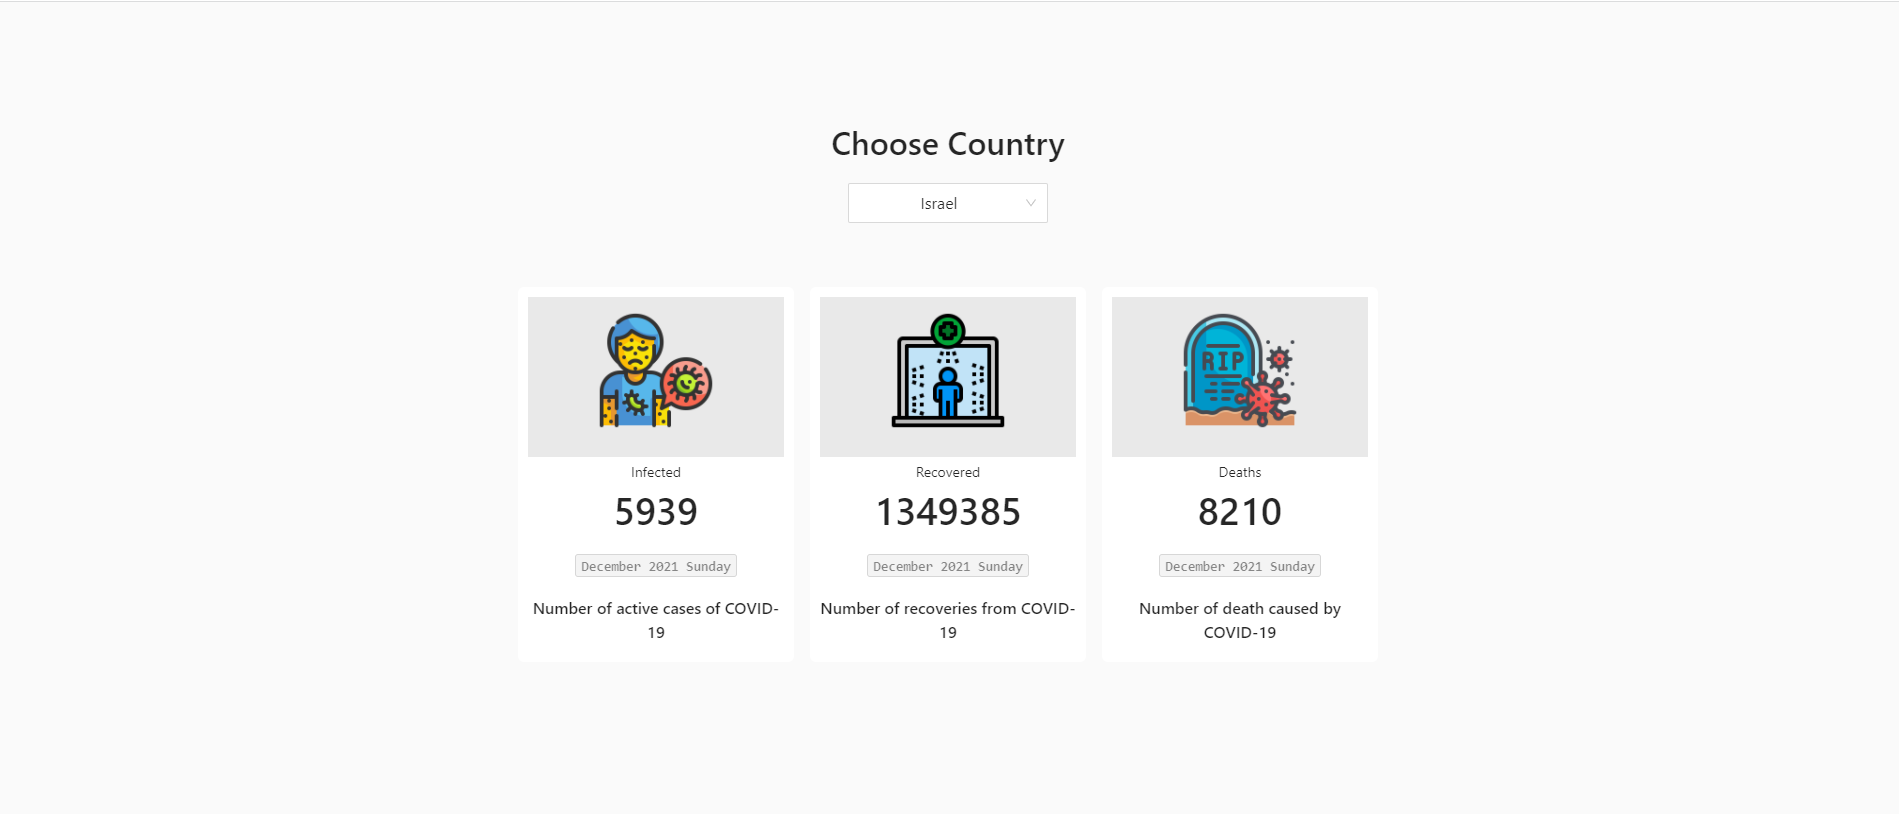 Choose Country
Israel
RIP
Infected
5939
December 2021 Sunday
Number of active cases of COVID-
19
Recovered
1349385
December 2021 Sunday
Number of recoveries from COVID-
19
Deaths
8210
December 2021 Sunday
Number of death caused by
COVID-19